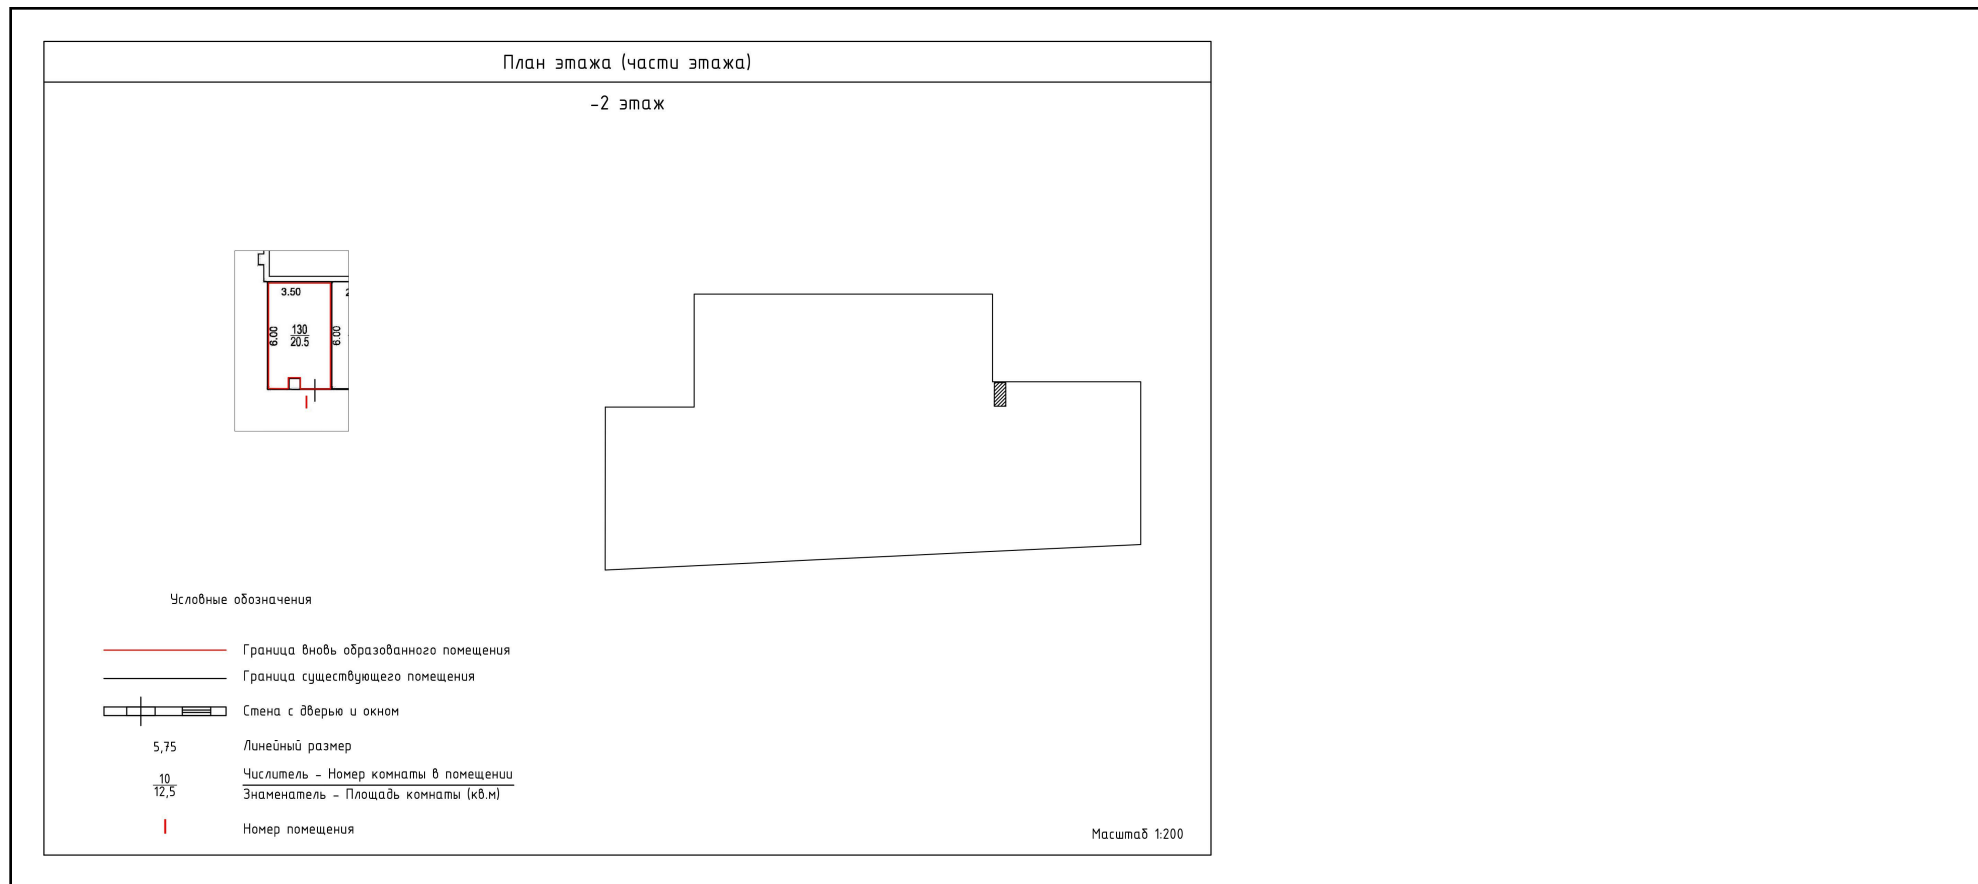 План этажа (части этажа)
-2 этаж
3.50
6.00
130
20.5
6.00
I
Условные обозначения
Граница вновь образованного помещения
Граница существующего помещения
Стена с дверью и окном
5,75
Линейный размер
10
12,5
Числитель - Номер комнаты в помещении
Знаменатель - Площадь комнаты (кв.м)
I
Номер помещения
Масштаб 1:200